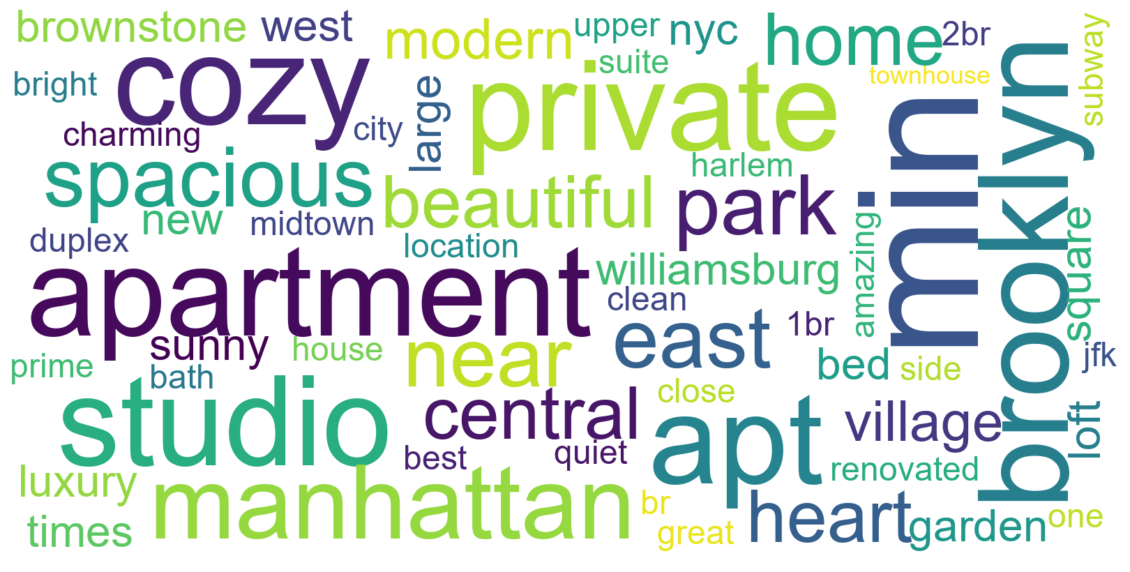 brownstone
west
modern
upper
nyc
home
2br
subway
bright
cozy
suite
townhouse
charming
city
large
private
min
brooklyn
spacious
harlem
new
midtown
beautiful
park
duplex
location
amazing
square
apartment
williamsburg
clean
1br
sunny
house
near
east
bed
side
jfk
prime
bath
studio
central
close
apt
village
loft
best
quiet
renovated
luxury
manhattan
br
heart
garden
one
times
great